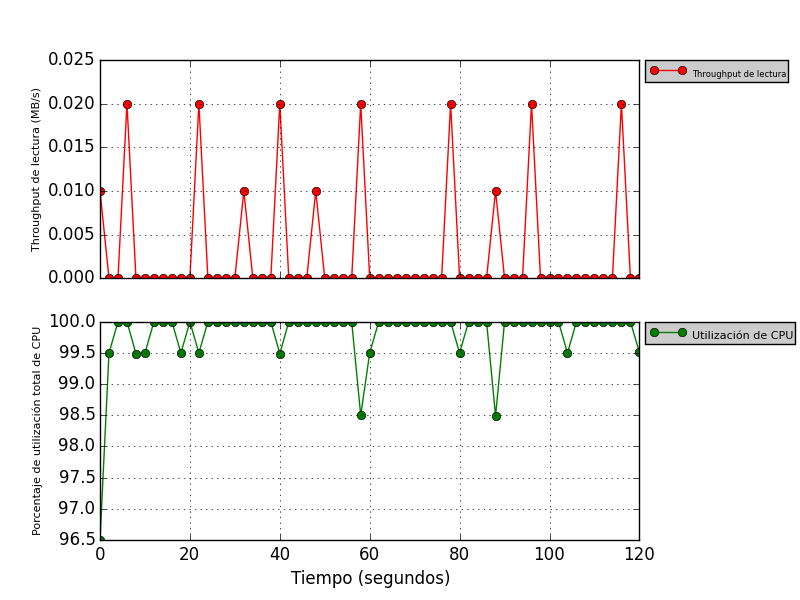 0.025
0.020
0.015
0.010
0.005
0.000
Throughput de lectura (MB/s)
Throughput de lectura
100.0
99.5
99.0
98.5
98.0
97.5
97.0
96.5
Porcentaje de utilización total de CPU
Utilización de CPU
0 20 40 60 80 100 120
Tiempo (segundos)